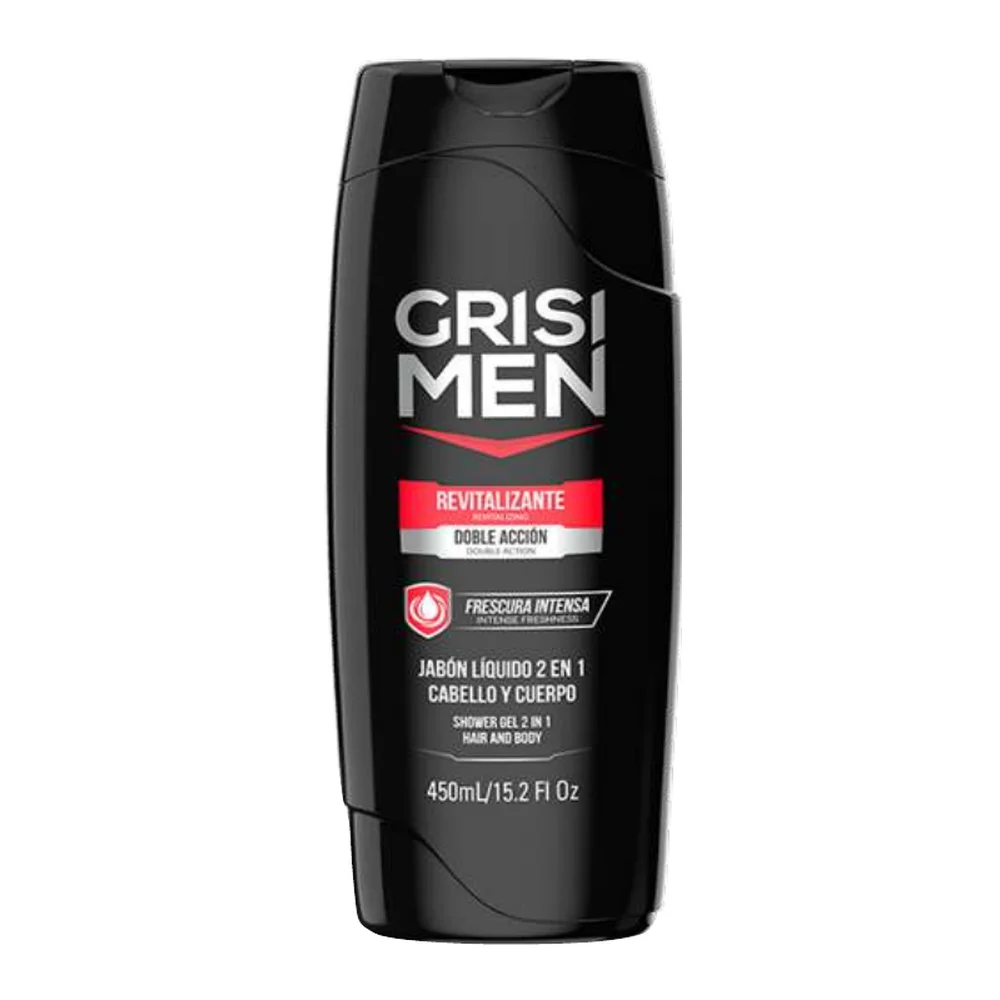 GRISI
MEN
REVITALIZANTE
REVITALIZING
DOBLE ACCIÓN
DOUBLE ACTION
FRESCURA INTENSA
INTENSE FRESHNESS
JABÓN LÍQUIDO 2 EN 1
CABELLO Y CUERPO
SHOWER GEL 2 IN 1
HAIR AND BODY
450mL/15.2 Fl Oz